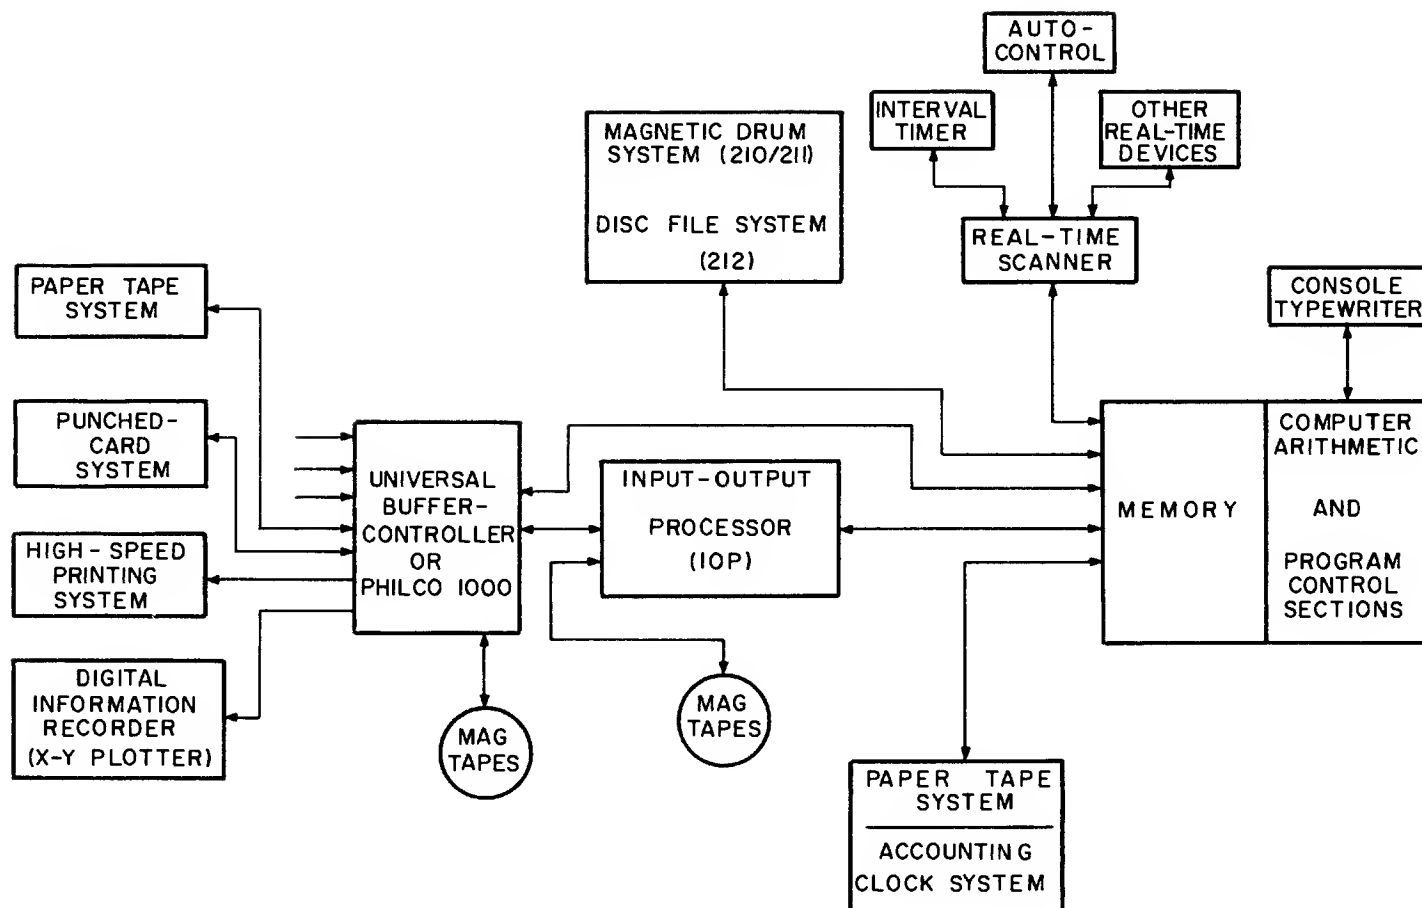 AUTO-
CONTROL
INTERVAL
TIMER
OTHER
REAL-TIME
DEVICES
MAGNETIC DRUM
SYSTEM (210/211)
DISC FILE SYSTEM
(212)
REAL-TIME
SCANNER
PAPER TAPE
SYSTEM
CONSOLE
TYPEWRITER
PUNCHED-
CARD
SYSTEM
UNIVERSAL
BUFFER-
CONTROLLER
OR
PHILCO 1000
INPUT-OUTPUT
PROCESSOR
(IOP)
MEMORY
COMPUTER
ARITHMETIC
AND
PROGRAM
CONTROL
SECTIONS
HIGH-SPEED
PRINTING
SYSTEM
DIGITAL
INFORMATION
RECORDER
(X-Y PLOTTER)
MAG
TAPES
MAG
TAPES
PAPER TAPE
SYSTEM
ACCOUNTING
CLOCK SYSTEM